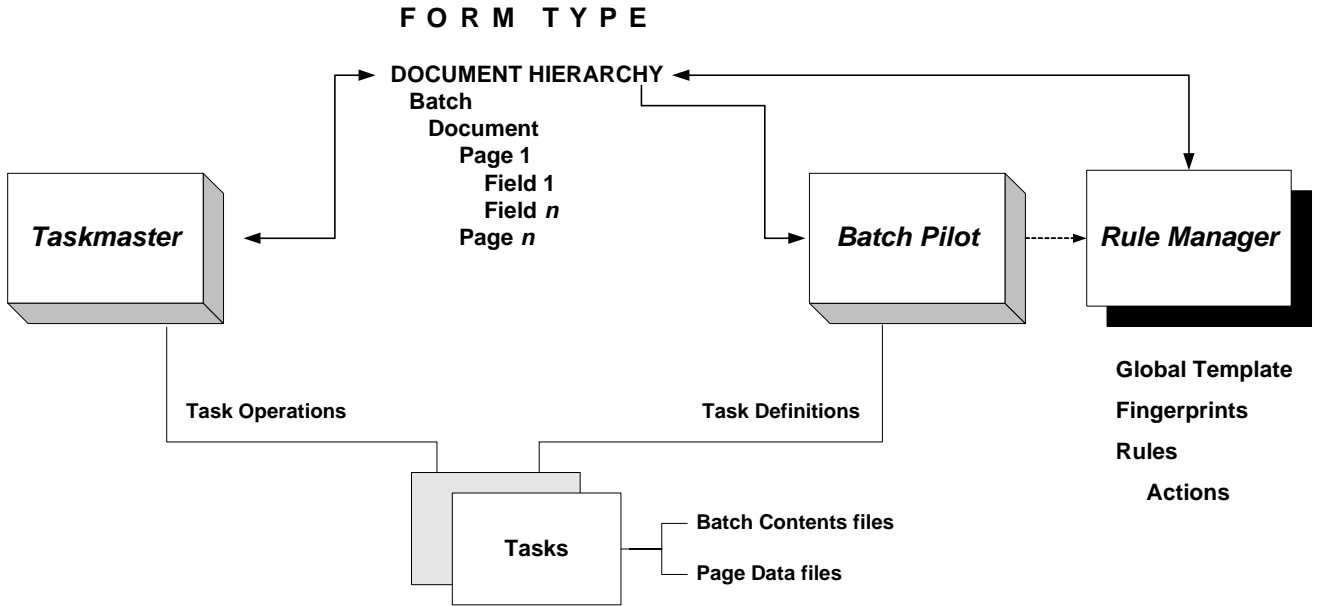 FORM TYPE
DOCUMENT HIERARCHY
Batch
Document
Page 1
Field 1
Field n
Page n
Taskmaster
Batch Pilot
Rule Manager
Global Template
Fingerprints
Rules
Actions
Task Operations
Task Definitions
Tasks
Batch Contents files
Page Data files